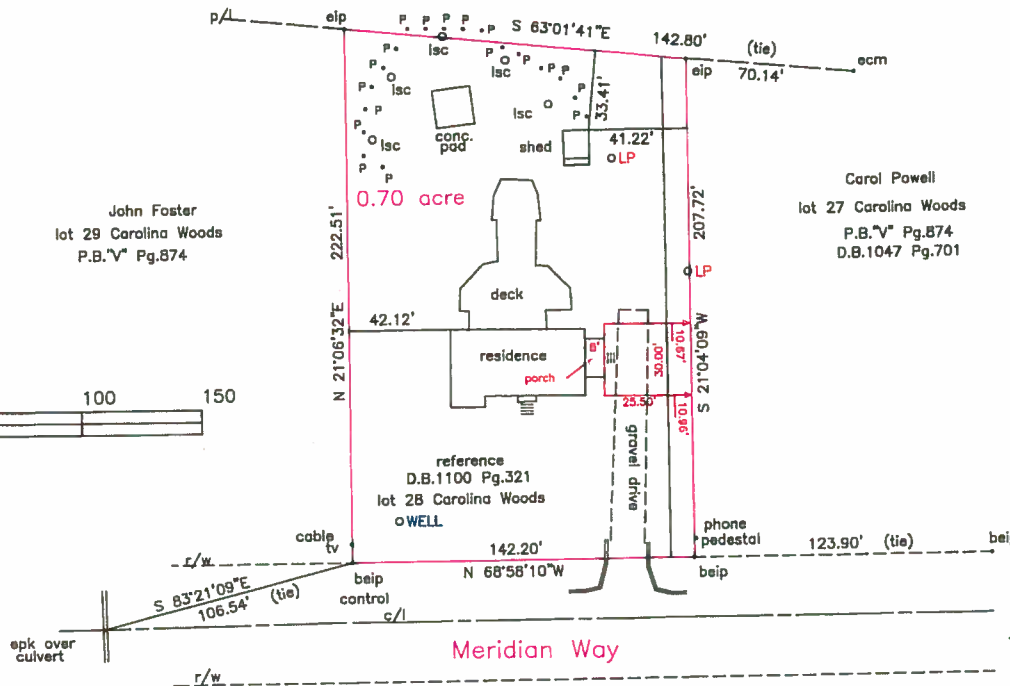 p/l
eip
P P P P P
S 63°01'41"E
142.80'
(tie)
70.14'
ecm
eip
lsc
P
P
P
P
P
P
P
P
P
P
P
lsc
lsc
lsc
lsc
conc.
pad
33.41'
shed
41.22'
LP
0.70 acre
John Foster
lot 29 Carolina Woods
P.B."V" Pg.874
Carol Powell
lot 27 Carolina Woods
P.B."V" Pg.874
D.B.1047 Pg.701
222.51'
N 21°06'32"E
207.72'
S 21°04'09"W
LP
deck
42.12'
residence
8'
porch
30.00'
25.50'
10.67'
10.96'
gravel drive
100
150
reference
D.B.1100 Pg.321
lot 28 Carolina Woods
WELL
cable
tv
phone
pedestal
142.20'
N 68°58'10"W
123.90' (tie)
bei
r/w
beip
control
beip
S 83°21'09"E
106.54'
(tie)
c/l
epk over
culvert
Meridian Way
r/w